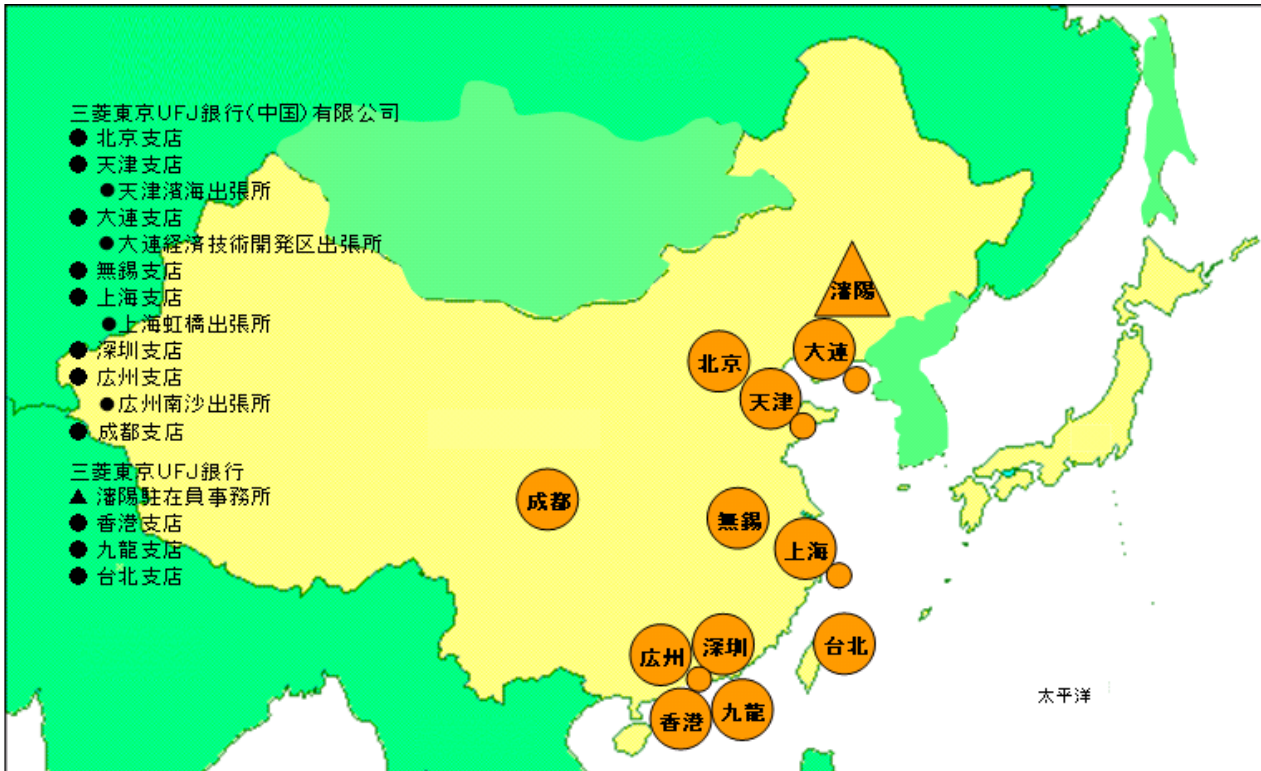 三菱東京UFJ銀行(中国)有限公司
● 北京支店
● 天津支店
●天津濱海出張所
● 大連支店
●大連経済技術開発区出張所
● 無錫支店
● 上海支店
●上海虹橋出張所
● 深圳支店
● 広州支店
●広州南沙出張所
● 成都支店
三菱東京UFJ銀行
▲ 瀋陽駐在員事務所
● 香港支店
● 九龍支店
● 台北支店
瀋陽
大連
北京
天津
成都
無錫
上海
深圳
広州
台北
香港
九龍
太平洋